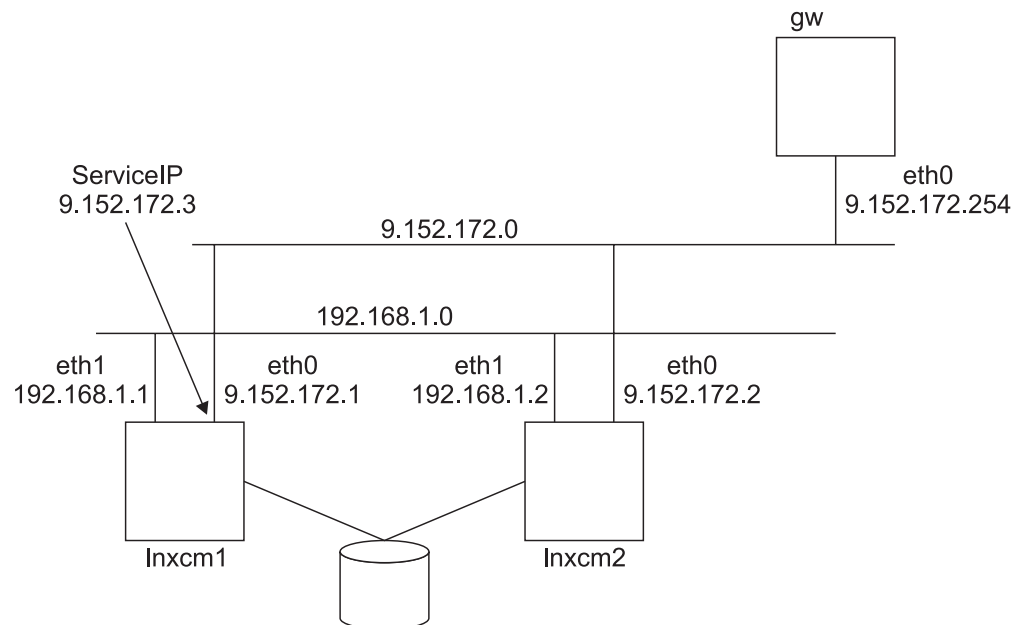 gw
ServiceIP
9.152.172.3
eth0
9.152.172.254
9.152.172.0
192.168.1.0
eth1
192.168.1.1
eth0
9.152.172.1
eth1
192.168.1.2
eth0
9.152.172.2
lnxcm1
lnxcm2